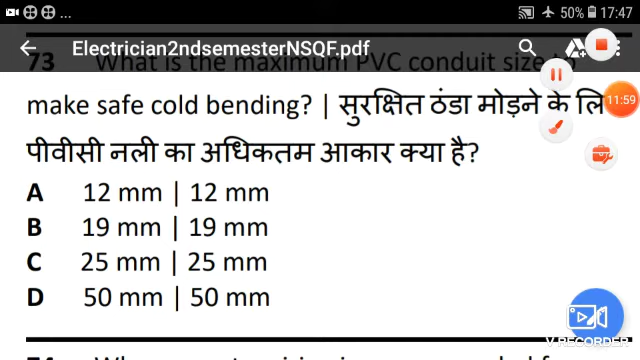 ... 50% 17:47
Electrician2ndsemesterNSQF.pdf
73 What is the maximum PVC conduit size to
11:59
make safe cold bending? | सुरक्षित ठंडा मोड़ने के लि
पीवीसी नली का अधिकतम आकार क्या है?
A 12 mm | 12 mm
B 19 mm | 19 mm
C 25 mm | 25 mm
D 50 mm | 50 mm
V RECORDER